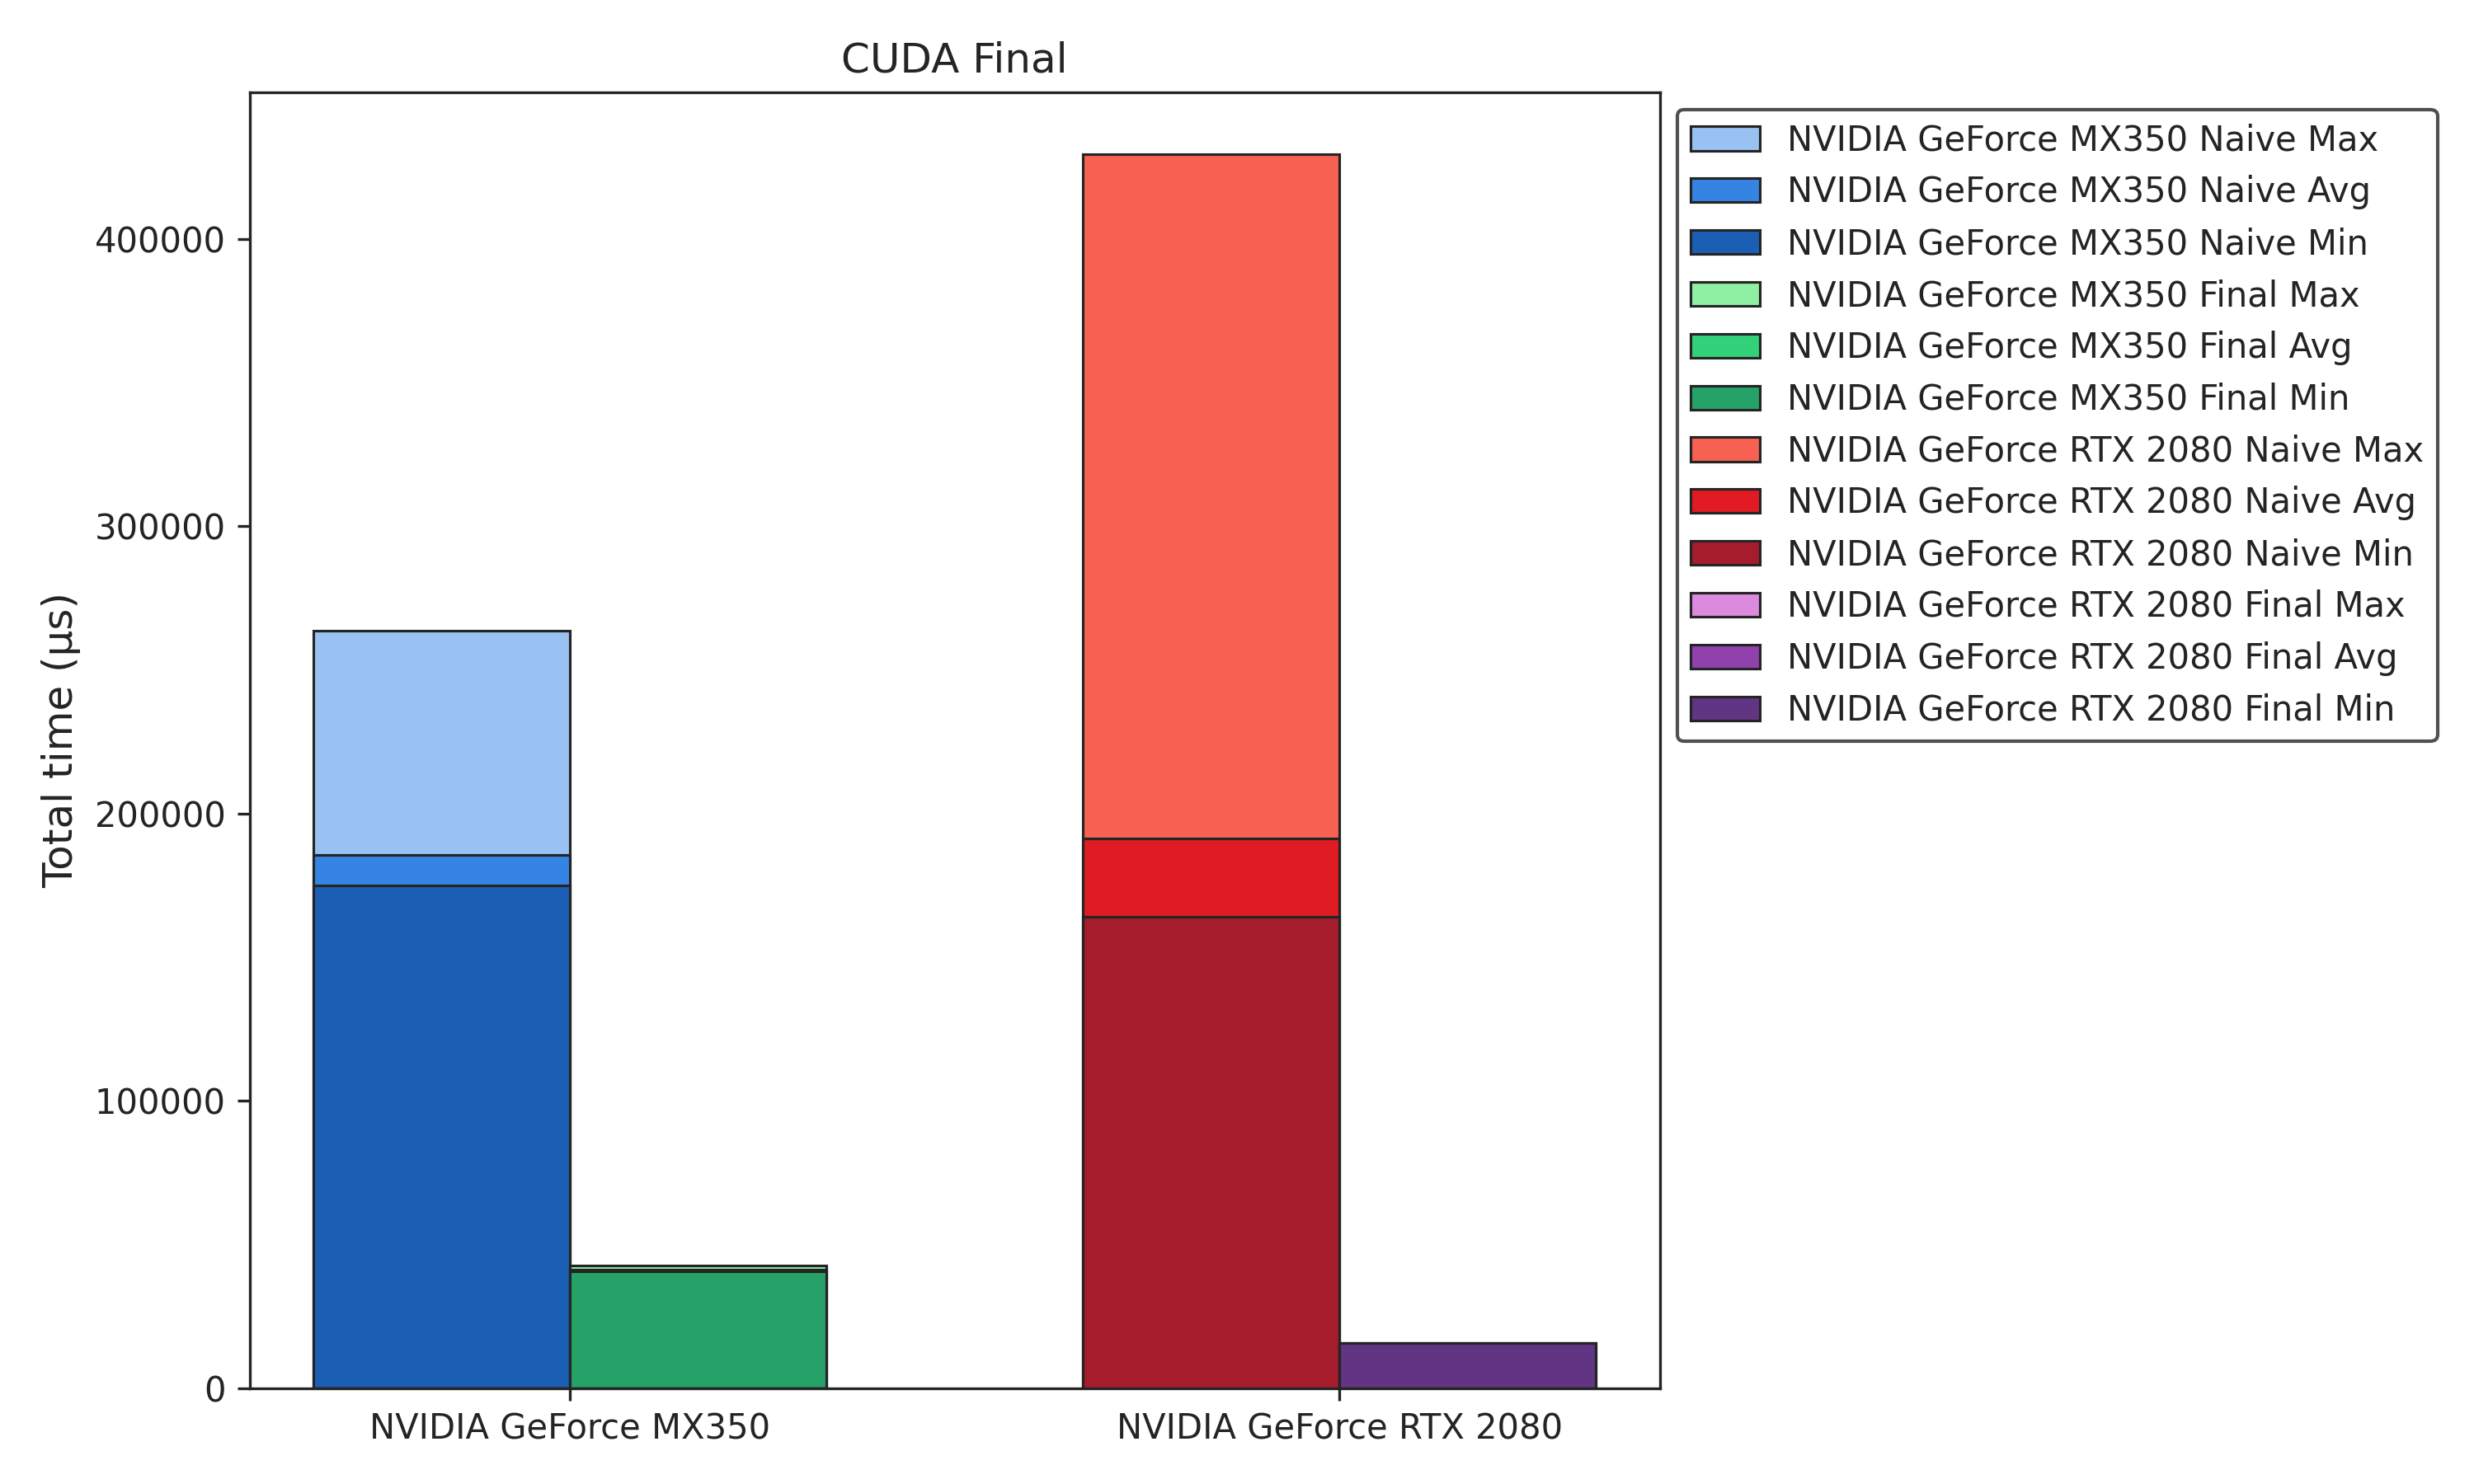 CUDA Final
Total time (µs)
400000
300000
200000
100000
0
NVIDIA GeForce MX350
NVIDIA GeForce RTX 2080
NVIDIA GeForce MX350 Naive Max
NVIDIA GeForce MX350 Naive Avg
NVIDIA GeForce MX350 Naive Min
NVIDIA GeForce MX350 Final Max
NVIDIA GeForce MX350 Final Avg
NVIDIA GeForce MX350 Final Min
NVIDIA GeForce RTX 2080 Naive Max
NVIDIA GeForce RTX 2080 Naive Avg
NVIDIA GeForce RTX 2080 Naive Min
NVIDIA GeForce RTX 2080 Final Max
NVIDIA GeForce RTX 2080 Final Avg
NVIDIA GeForce RTX 2080 Final Min